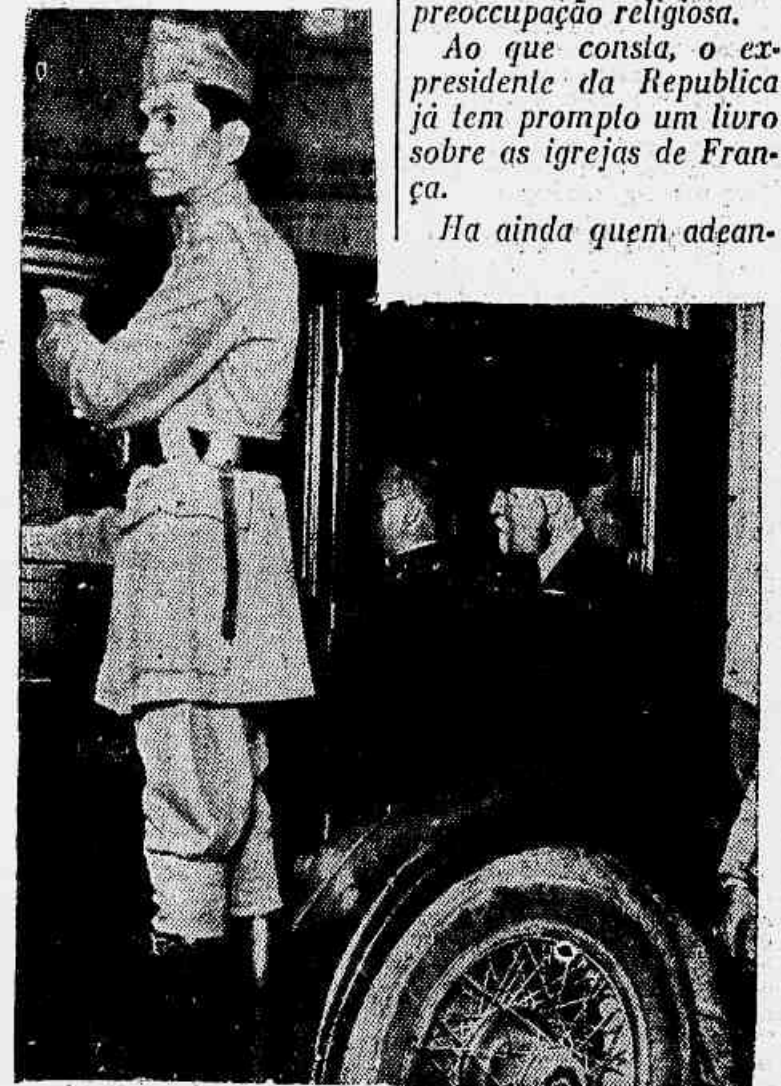 preoccupação religiosa.
Ao que consta, o ex-
presidente da Republica
já tem prompto um livro
sobre as igrejas de Fran-
ça.
Ha ainda quem adean-